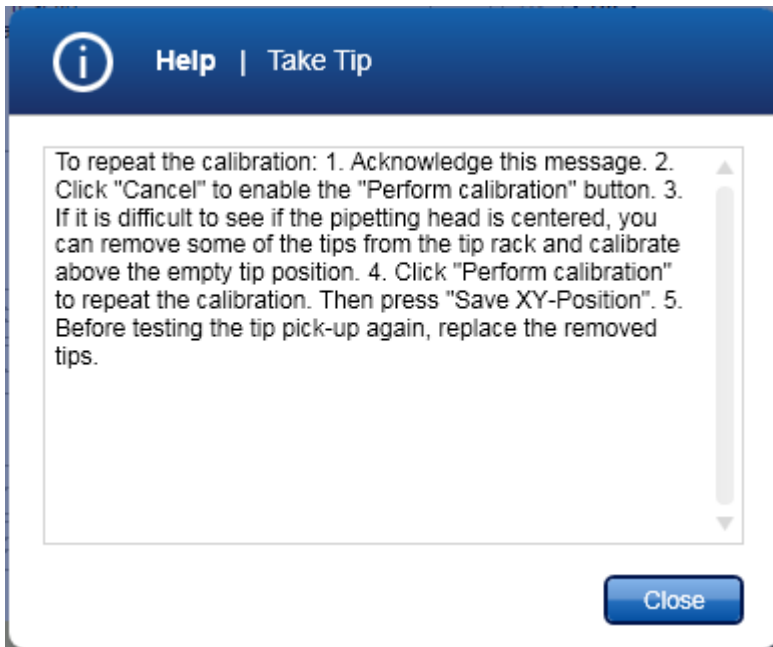 Help | Take Tip
To repeat the calibration: 1. Acknowledge this message. 2.
Click "Cancel" to enable the "Perform calibration" button. 3.
If it is difficult to see if the pipetting head is centered, you
can remove some of the tips from the tip rack and calibrate
above the empty tip position. 4. Click "Perform calibration"
to repeat the calibration. Then press "Save XY-Position". 5.
Before testing the tip pick-up again, replace the removed
tips.
Close